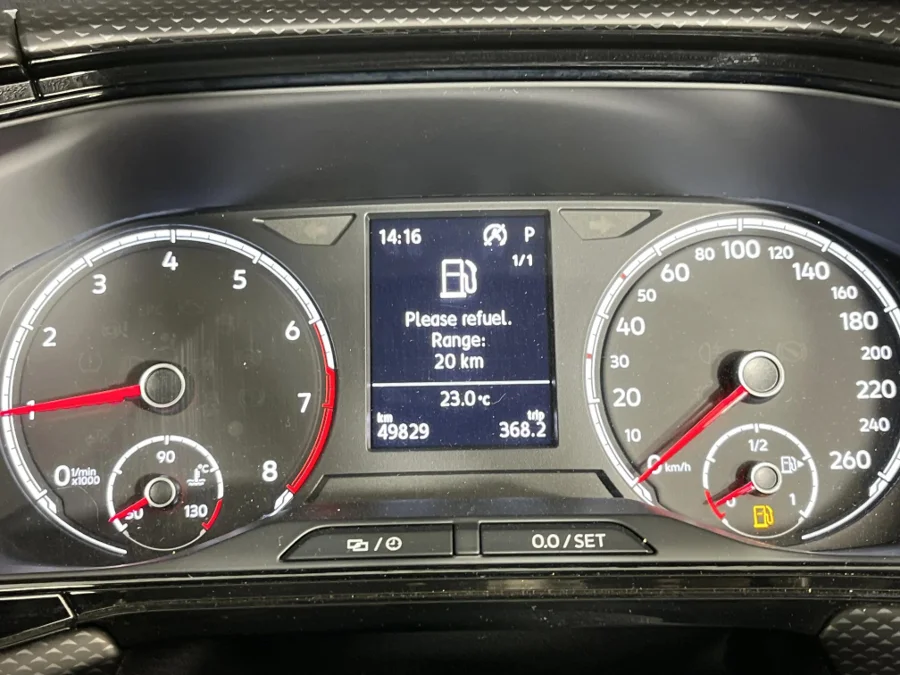 14:16 P
1/1
Please refuel.
Range:
20 km
23.0°C
km trip
49829 368.2
0 1 2 3 4 5 6 7 8
1/min
x1000
90
°C
130
0 10 20 30 40 50 60 80 100 120 140 160 180 200 220 240 260
km/h
1/2
0 1
/
0.0/SET